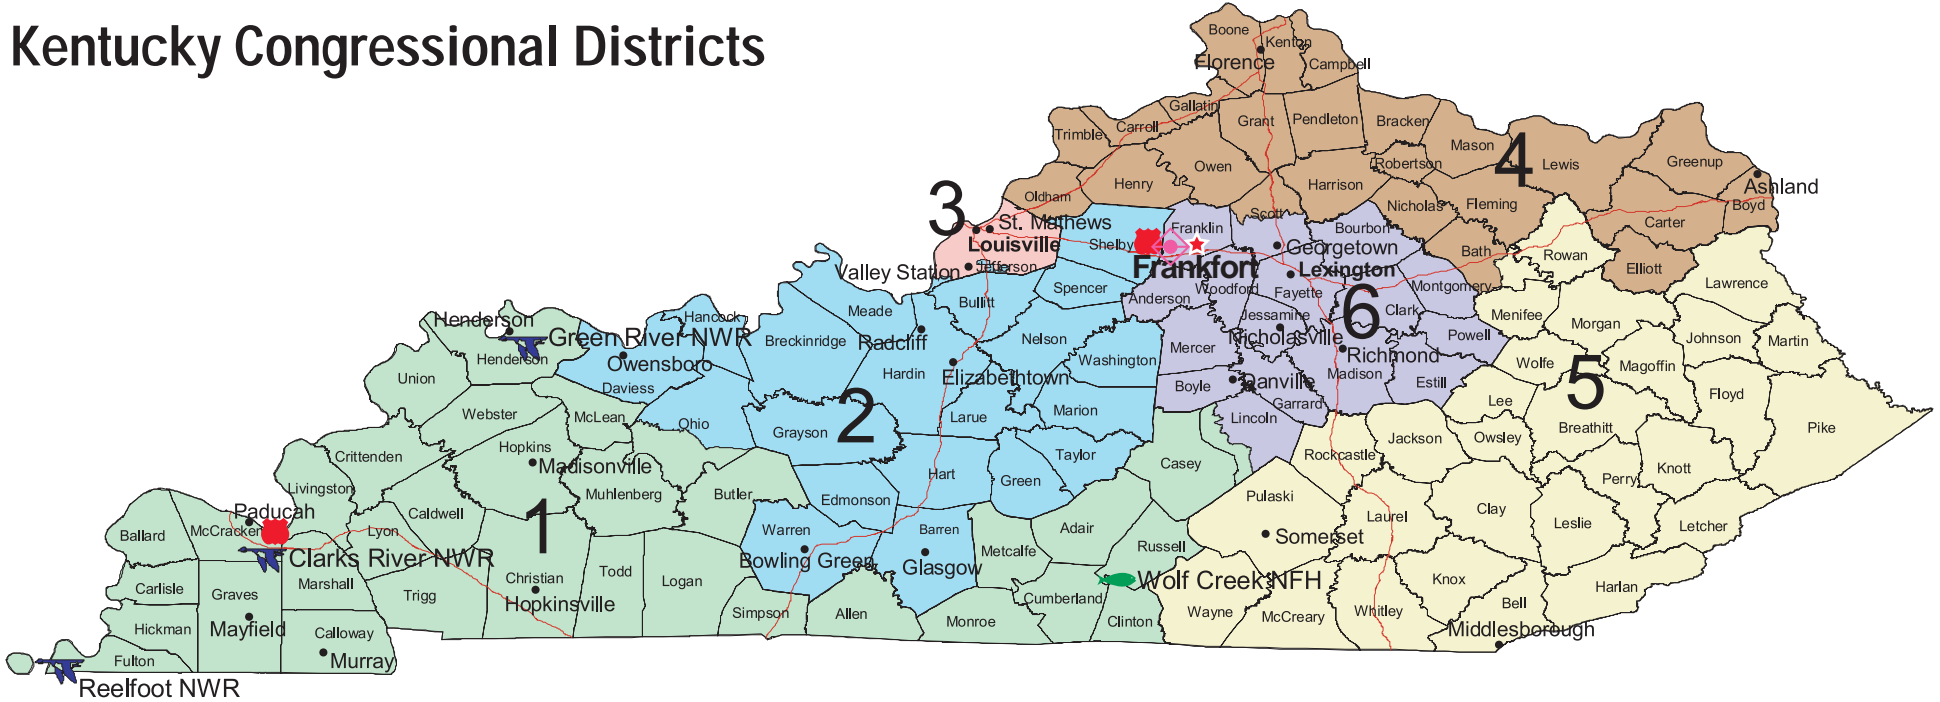 Kentucky Congressional Districts
Boone
Kenton
Florence
Campbell
Gallatin
Carroll
Trimble
Grant
Pendleton
Bracken
Mason
4
Lewis
Greenup
Ashland
Robertson
Owen
Henry
Harrison
Oldham
Nicholas
Fleming
Boyd
Carter
Scott
3
St. Mathews
Louisville
Jefferson
Valley Station
Shelby
Franklin
Frankfort
Bourbon
Georgetown
Lexington
Bath
Rowan
Elliott
Lawrence
Spencer
Bullitt
Anderson
Woodford
Fayette
Montgomery
6
Clark
Jessamine
Nicholasville
Powell
Menifee
Morgan
Johnson
Martin
Meade
Hancock
Henderson
Green River NWR
Henderson
Owensboro
Daviess
Breckinridge
Radcliff
Hardin
Elizabethtown
Nelson
Washington
Mercer
Richmond
Madison
Estill
Wolfe
Magoffin
5
Floyd
Union
Webster
McLean
Ohio
Grayson
2
Larue
Marion
Boyle
Danville
Garrard
Lincoln
Lee
Owsley
Breathitt
Pike
Jackson
Rockcastle
Hopkins
Madisonville
Crittenden
Livingston
Muhlenberg
Butler
Edmonson
Hart
Green
Taylor
Casey
Pulaski
Knott
Perry
Clay
Leslie
Letcher
Laurel
Paducah
McCracken
Ballard
Caldwell
Lyon
1
Warren
Bowling Green
Barren
Glasgow
Metcalfe
Adair
Russell
Somerset
Clarks River NWR
Marshall
Carlisle
Graves
Trigg
Christian
Hopkinsville
Todd
Logan
Simpson
Allen
Monroe
Cumberland
Wolf Creek NFH
Clinton
Wayne
McCreary
Whitley
Knox
Bell
Harlan
Middlesborough
Hickman
Mayfield
Calloway
Murray
Fulton
Reelfoot NWR